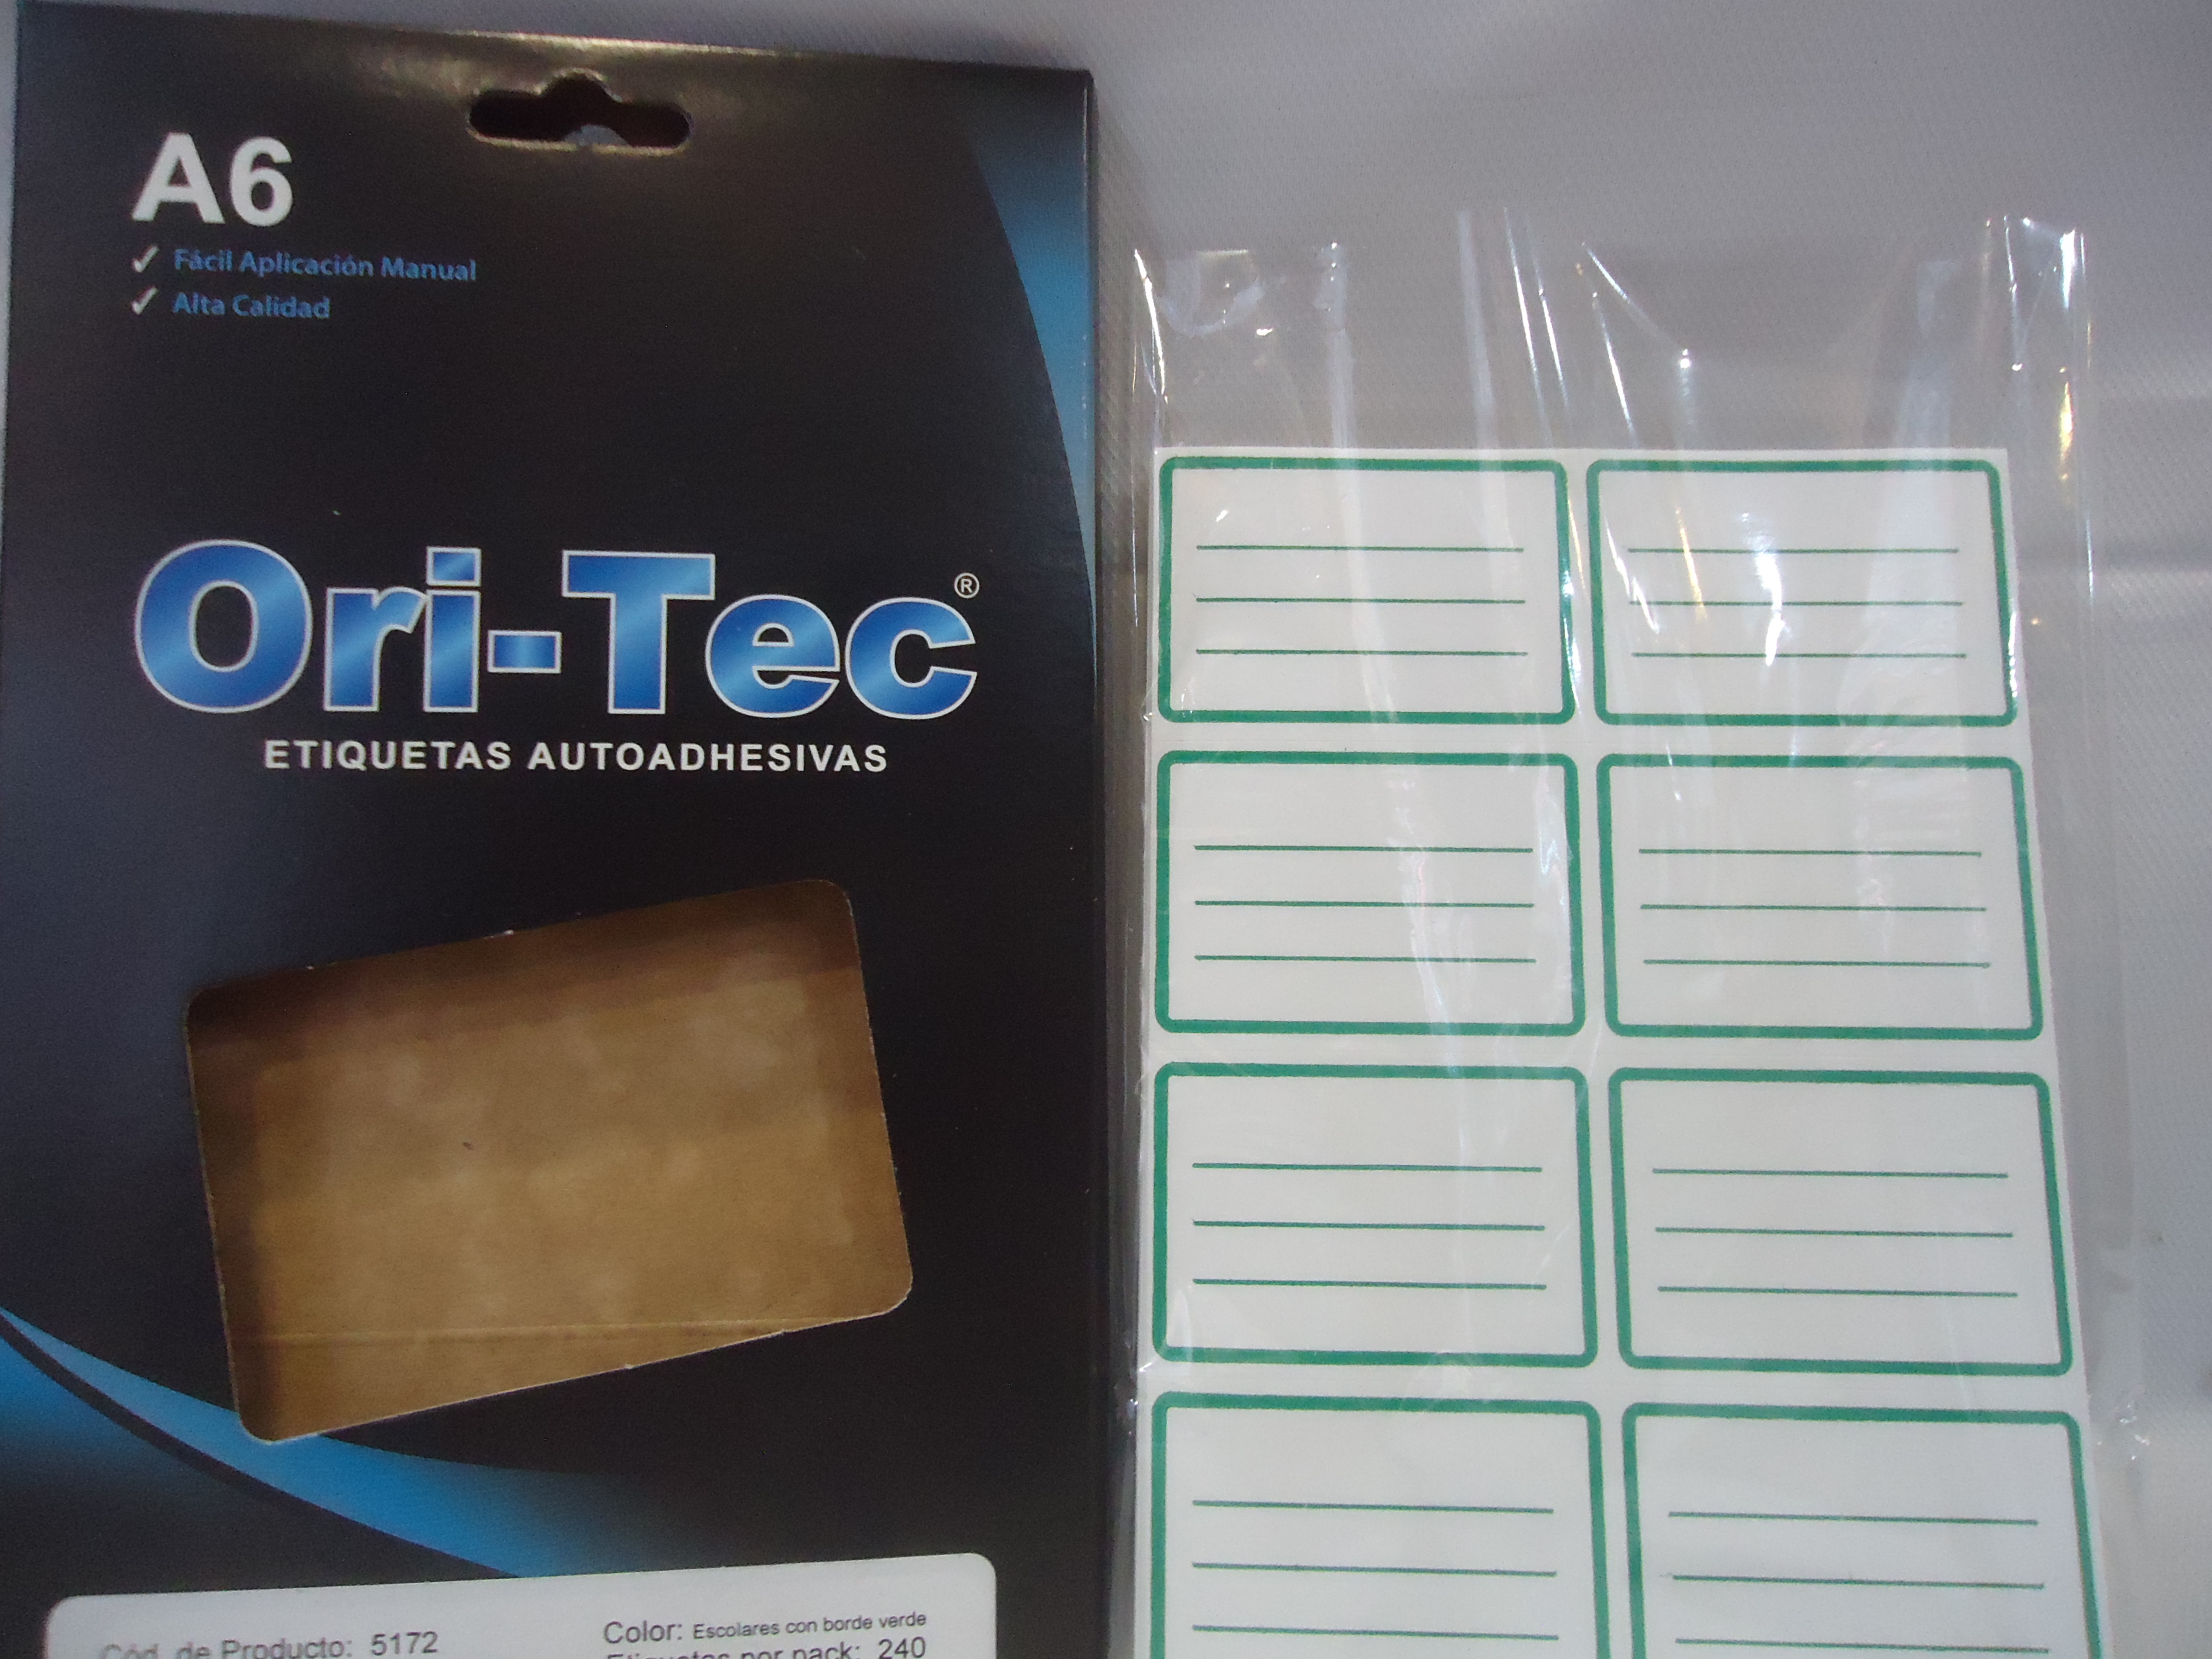 A6
✓ Fácil Aplicación Manual
✓ Alta Calidad
Ori-Tec®
ETIQUETAS AUTOADHESIVAS
Cód. de Producto: 5172
Color: Escolares con borde verde
Etiquetas por pack: 240